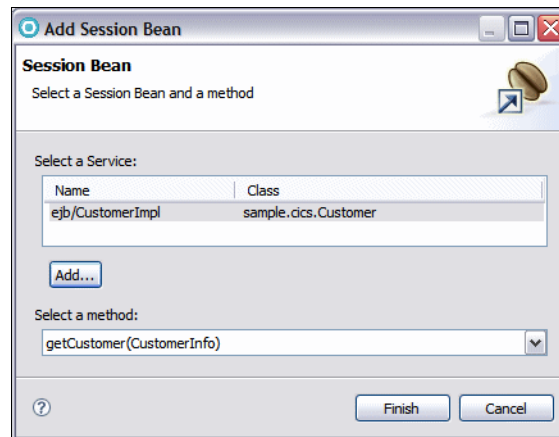 Add Session Bean
Session Bean
Select a Session Bean and a method
Select a Service:
Name Class
ejb/CustomerImpl sample.cics.Customer
Add...
Select a method:
getCustomer(CustomerInfo)
? Finish Cancel